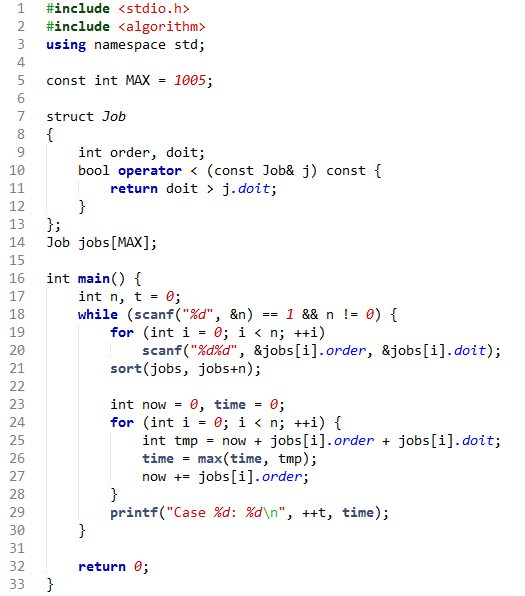 1 #include <stdio.h>
2 #include <algorithm>
3 using namespace std;
4
5 const int MAX = 1005;
6
7 struct Job
8 {
9     int order, doit;
10     bool operator < (const Job& j) const {
11         return doit > j.doit;
12     }
13 };
14 Job jobs[MAX];
15
16 int main() {
17     int n, t = 0;
18     while (scanf("%d", &n) == 1 && n != 0) {
19         for (int i = 0; i < n; ++i)
20             scanf("%d%d", &jobs[i].order, &jobs[i].doit);
21         sort(jobs, jobs+n);
22
23         int now = 0, time = 0;
24         for (int i = 0; i < n; ++i) {
25             int tmp = now + jobs[i].order + jobs[i].doit;
26             time = max(time, tmp);
27             now += jobs[i].order;
28         }
29         printf("Case %d: %d\n", ++t, time);
30     }
31
32     return 0;
33 }